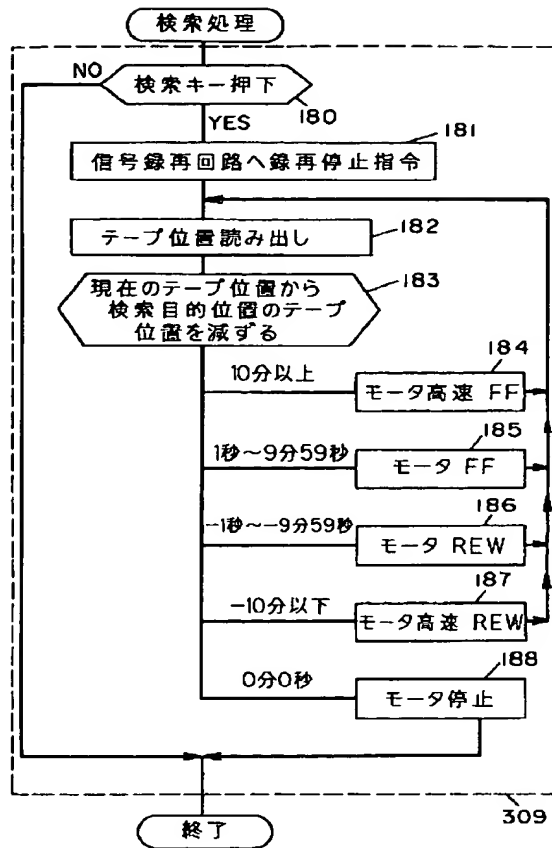 検索処理
NO
検索キー押下
180
YES
181
信号録再回路へ録再停止指令
182
テープ位置読み出し
183
現在のテープ位置から
検索目的位置のテープ
位置を減ずる
184
10分以上
モータ高速 FF
185
1秒〜9分59秒
モータ FF
186
-1秒〜-9分59秒
モータ REW
187
-10分以下
モータ高速 REW
188
0分0秒
モータ停止
309
終了